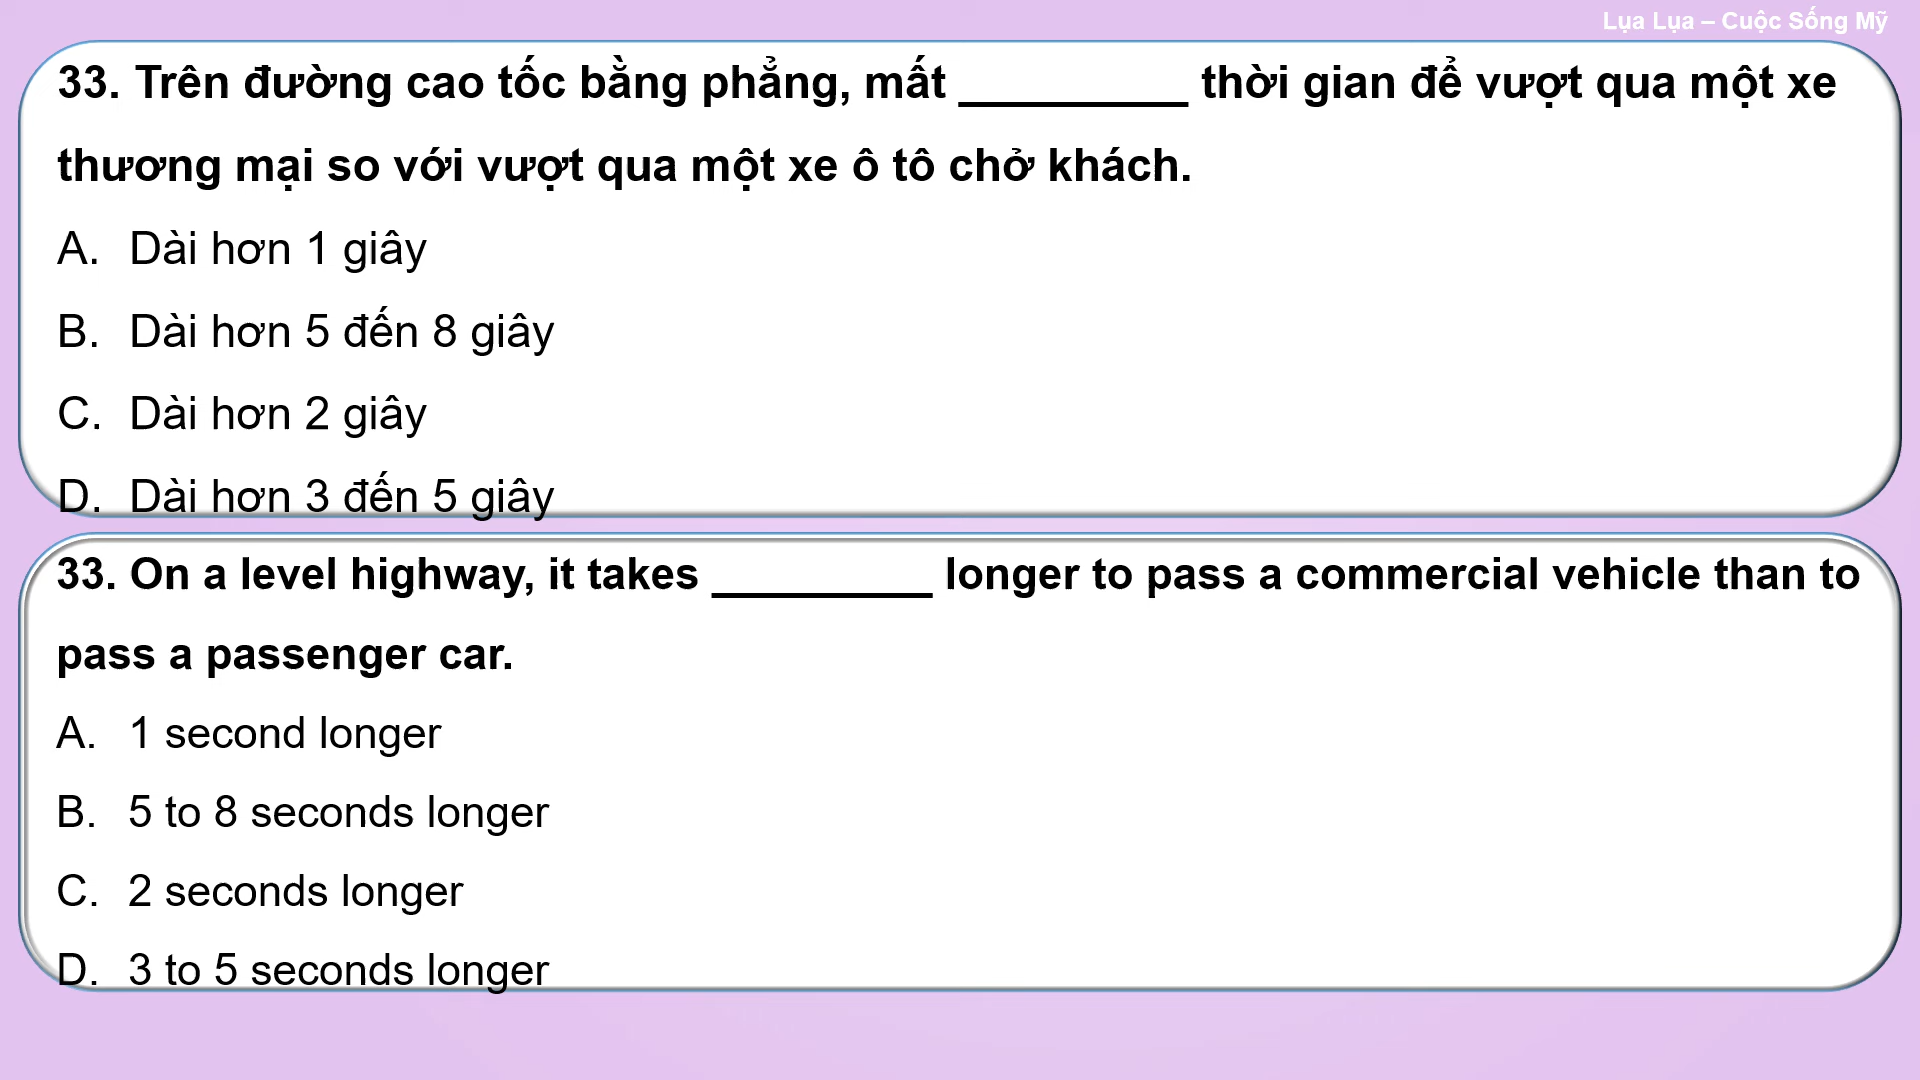 Lụa Lụa – Cuộc Sống Mỹ
33. Trên đường cao tốc bằng phẳng, mất _________ thời gian để vượt qua một xe
thương mại so với vượt qua một xe ô tô chở khách.
A. Dài hơn 1 giây
B. Dài hơn 5 đến 8 giây
C. Dài hơn 2 giây
D. Dài hơn 3 đến 5 giây
33. On a level highway, it takes _________ longer to pass a commercial vehicle than to
pass a passenger car.
A. 1 second longer
B. 5 to 8 seconds longer
C. 2 seconds longer
D. 3 to 5 seconds longer